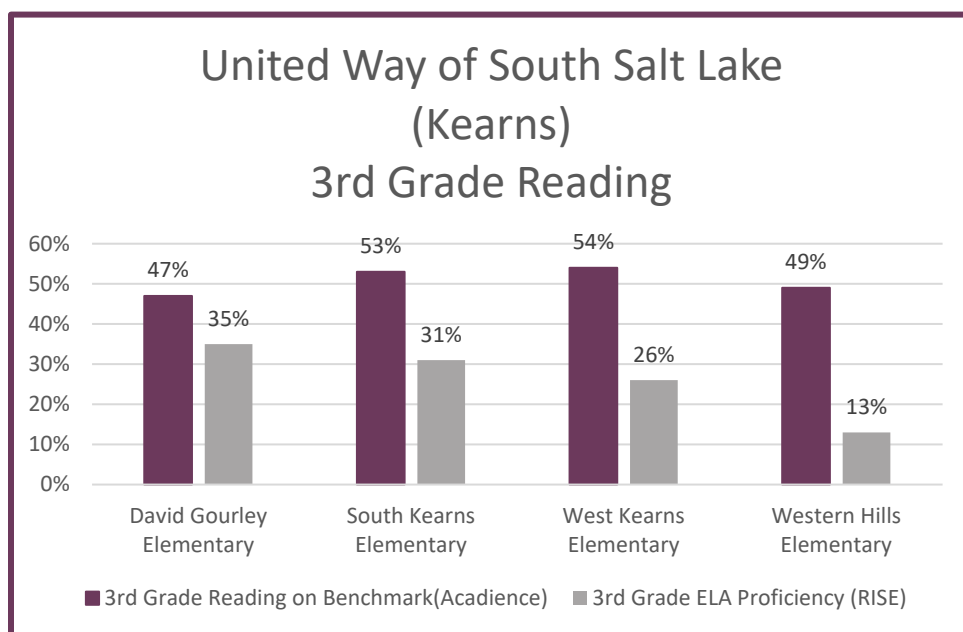 United Way of South Salt Lake
(Kearns)
3rd Grade Reading
60%
50%
40%
30%
20%
10%
0%
47%
35%
53%
31%
54%
26%
49%
13%
David Gourley
Elementary
South Kearns
Elementary
West Kearns
Elementary
Western Hills
Elementary
3rd Grade Reading on Benchmark(Acadience)
3rd Grade ELA Proficiency (RISE)